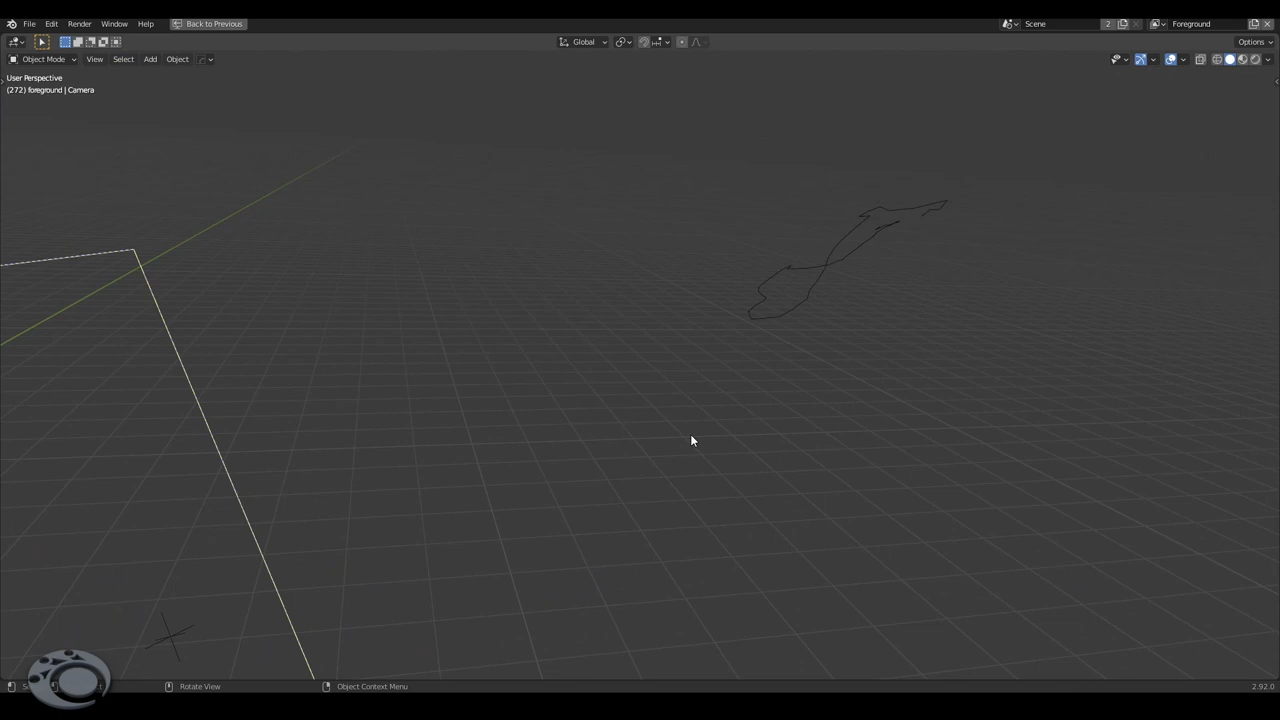 File Edit Render Window Help Back to Previous Scene 2 Foreground
Global Options
Object Mode View Select Add Object
User Perspective
(272) foreground | Camera
Rotate View Object Context Menu 2.92.0